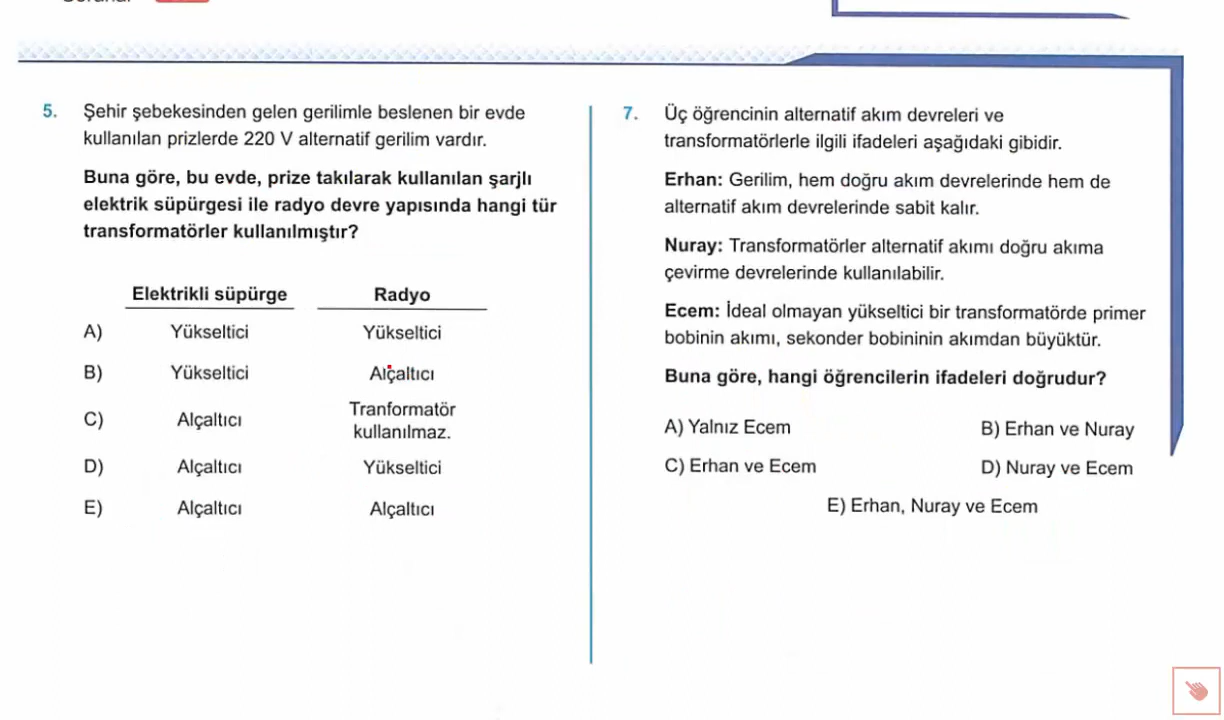 5. Şehir şebekesinden gelen gerilimle beslenen bir evde
kullanılan prizlerde 220 V alternatif gerilim vardır.
Buna göre, bu evde, prize takılarak kullanılan şarjlı
elektrik süpürgesi ile radyo devre yapısında hangi tür
transformatörler kullanılmıştır?
Elektrikli süpürge Radyo
A) Yükseltici Yükseltici
B) Yükseltici Alçaltıcı
C) Alçaltıcı Tranformatör
kullanılmaz.
D) Alçaltıcı Yükseltici
E) Alçaltıcı Alçaltıcı
7. Üç öğrencinin alternatif akım devreleri ve
transformatörlerle ilgili ifadeleri aşağıdaki gibidir.
Erhan: Gerilim, hem doğru akım devrelerinde hem de
alternatif akım devrelerinde sabit kalır.
Nuray: Transformatörler alternatif akımı doğru akıma
çevirme devrelerinde kullanılabilir.
Ecem: İdeal olmayan yükseltici bir transformatörde primer
bobinin akımı, sekonder bobininin akımdan büyüktür.
Buna göre, hangi öğrencilerin ifadeleri doğrudur?
A) Yalnız Ecem B) Erhan ve Nuray
C) Erhan ve Ecem D) Nuray ve Ecem
E) Erhan, Nuray ve Ecem